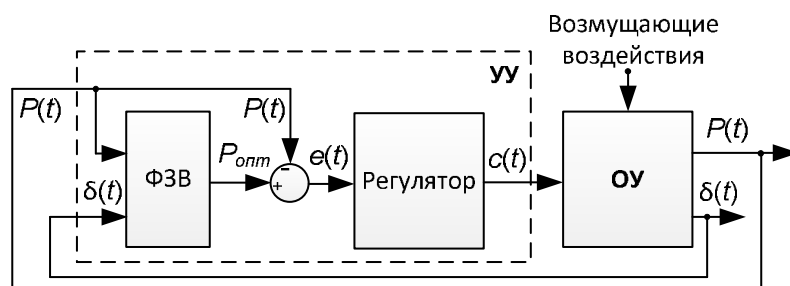 Возмущающие
воздействия
УУ
P(t)
P(t)
P(t)
ФЗВ
Pопт
-
+
e(t)
Регулятор
c(t)
ОУ
δ(t)
δ(t)